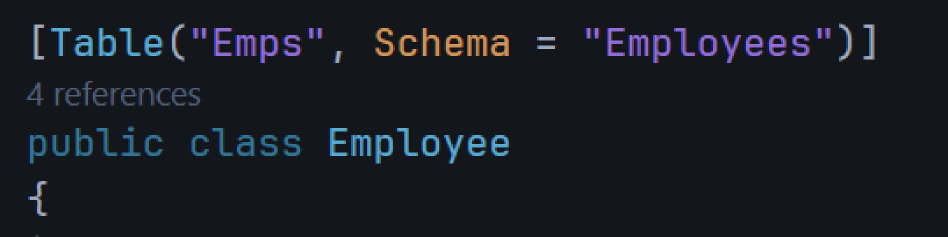 [Table("Emps", Schema = "Employees")]
4 references
public class Employee
{